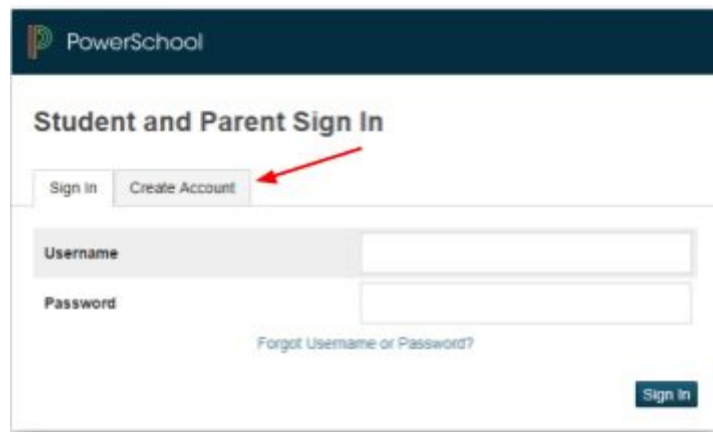 PowerSchool
Student and Parent Sign In
Sign In Create Account
Username
Password
Forgot Username or Password?
Sign In